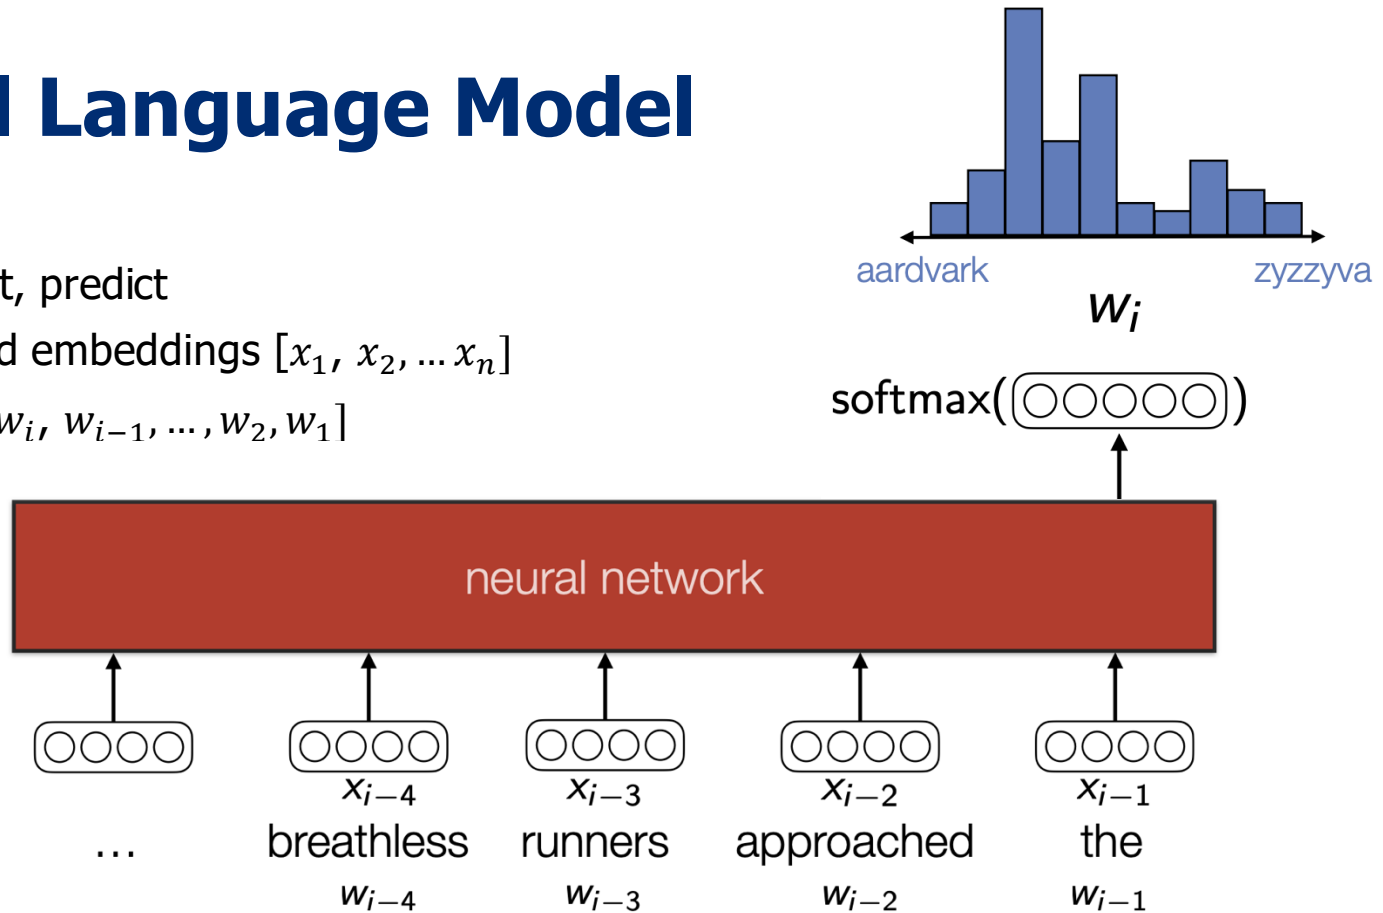 l Language Model
t, predict
d embeddings [x₁, x₂, … xₙ]
wᵢ, wᵢ₋₁, … , w₂, w₁]
aardvark zyzzyva
wᵢ
softmax( )
neural network
xᵢ₋₄ xᵢ₋₃ xᵢ₋₂ xᵢ₋₁
… breathless runners approached the
wᵢ₋₄ wᵢ₋₃ wᵢ₋₂ wᵢ₋₁